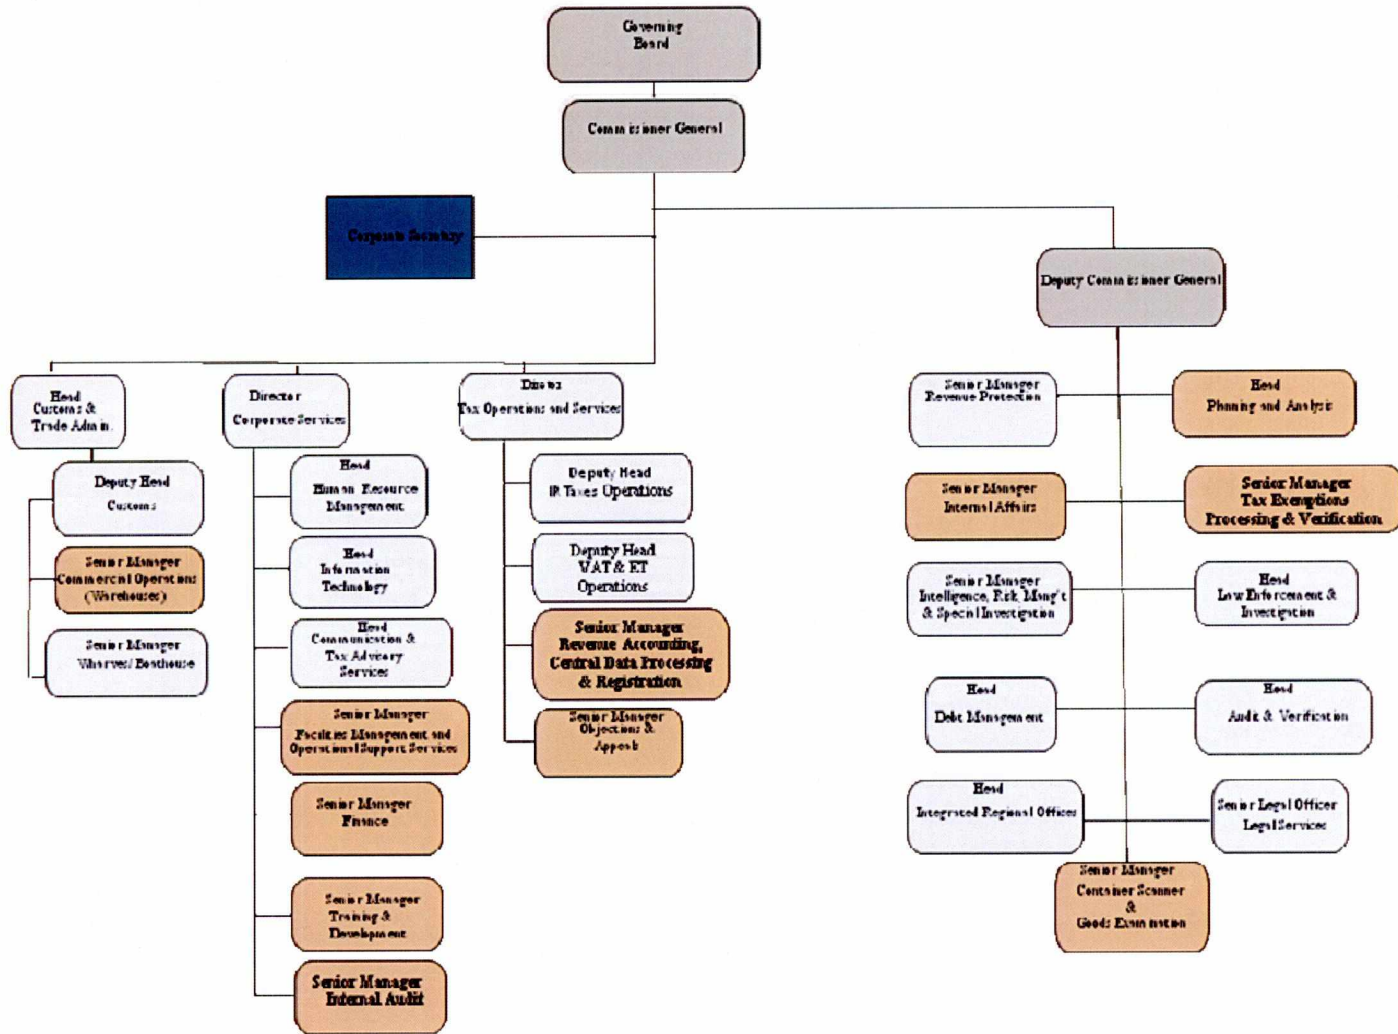 Governing
Board
Commissioner General
Corporate Secretary
Deputy Commissioner General
Head
Customs &
Trade Admin.
Director
Corporate Services
Director
Tax Operations and Services
Senior Manager
Revenue Protection
Head
Planning and Analysis
Deputy Head
Customs
Head
Human Resource
Management
Deputy Head
IR Taxes Operations
Senior Manager
Internal Affairs
Senior Manager
Tax Exemptions
Processing & Verification
Senior Manager
Commercial Operations
(Warehouses)
Head
Information
Technology
Deputy Head
VAT & ET
Operations
Senior Manager
Intelligence, Risk, Mang't
& Special Investigation
Head
Law Enforcement &
Investigation
Senior Manager
Wharves/Boathouse
Head
Communication &
Tax Advisory
Services
Senior Manager
Revenue Accounting,
Central Data Processing
& Registration
Head
Debt Management
Head
Audit & Verification
Senior Manager
Facilities Management and
Operational Support Services
Senior Manager
Objections &
Appeals
Senior Manager
Finance
Head
Integrated Regional Offices
Senior Legal Officer
Legal Services
Senior Manager
Training &
Development
Senior Manager
Container Scanner
&
Goods Examination
Senior Manager
Internal Audit